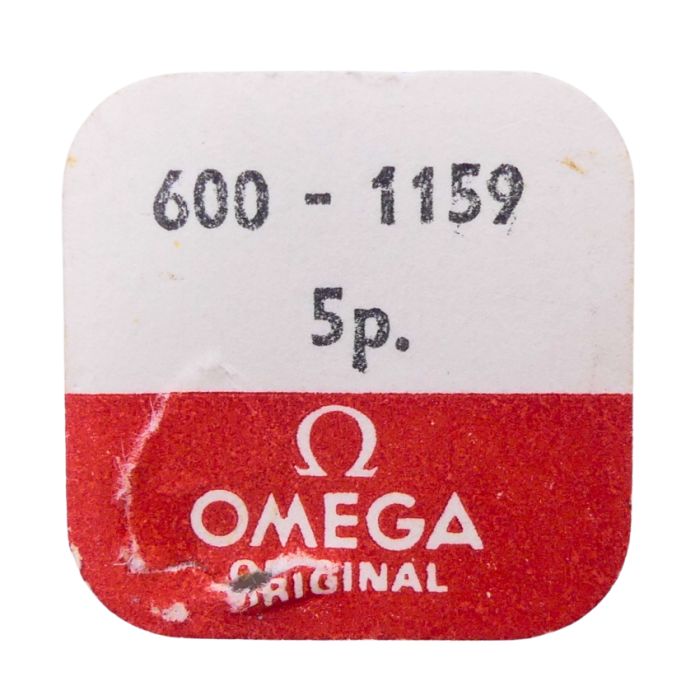 600 - 1159
5p.
Ω
OMEGA
ORIGINAL